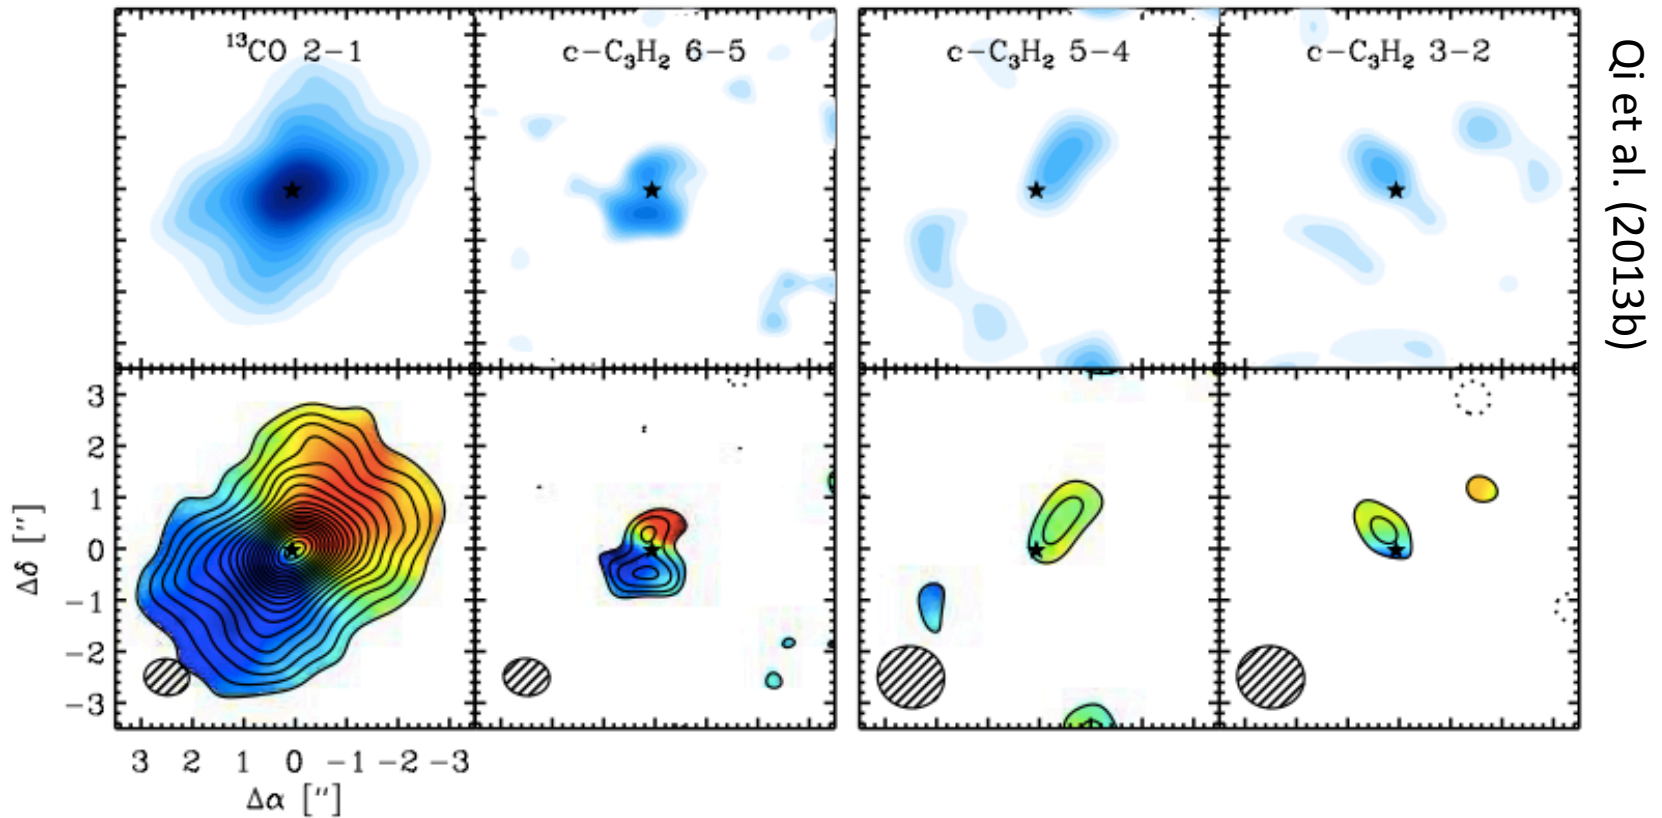 ¹³CO 2−1
c−C₃H₂ 6−5
c−C₃H₂ 5−4
c−C₃H₂ 3−2
Qi et al. (2013b)
3
2
1
0
−1
−2
−3
Δδ ["]
3 2 1 0 −1 −2 −3
Δα ["]